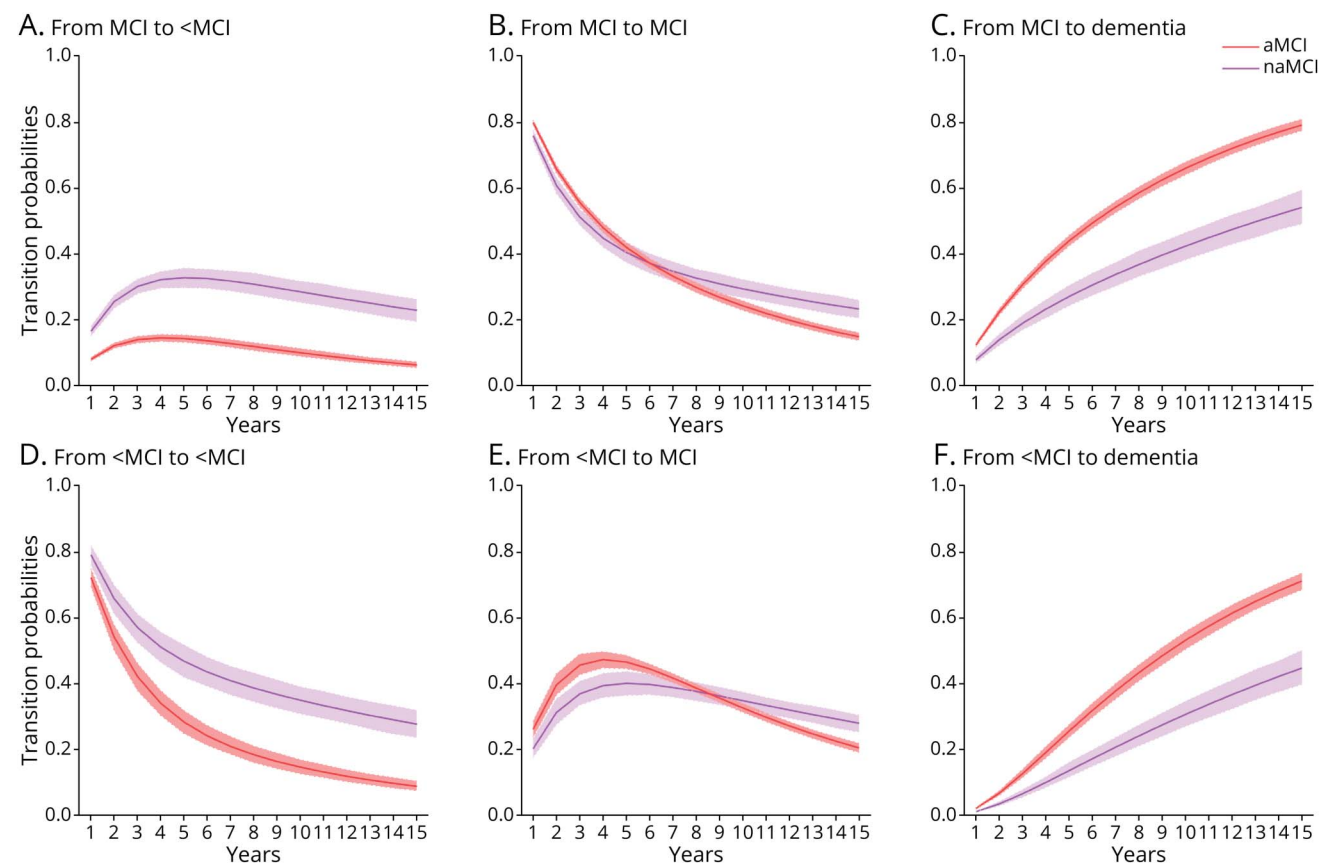 A. From MCI to <MCI
B. From MCI to MCI
C. From MCI to dementia
aMCI
naMCI
Transition probabilities
1.0
0.8
0.6
0.4
0.2
0.0
1 2 3 4 5 6 7 8 9 10 11 12 13 14 15
Years
1.0
0.8
0.6
0.4
0.2
0.0
1 2 3 4 5 6 7 8 9 10 11 12 13 14 15
Years
1.0
0.8
0.6
0.4
0.2
0.0
1 2 3 4 5 6 7 8 9 10 11 12 13 14 15
Years
D. From <MCI to <MCI
E. From <MCI to MCI
F. From <MCI to dementia
Transition probabilities
1.0
0.8
0.6
0.4
0.2
0.0
1 2 3 4 5 6 7 8 9 10 11 12 13 14 15
Years
1.0
0.8
0.6
0.4
0.2
0.0
1 2 3 4 5 6 7 8 9 10 11 12 13 14 15
Years
1.0
0.8
0.6
0.4
0.2
0.0
1 2 3 4 5 6 7 8 9 10 11 12 13 14 15
Years